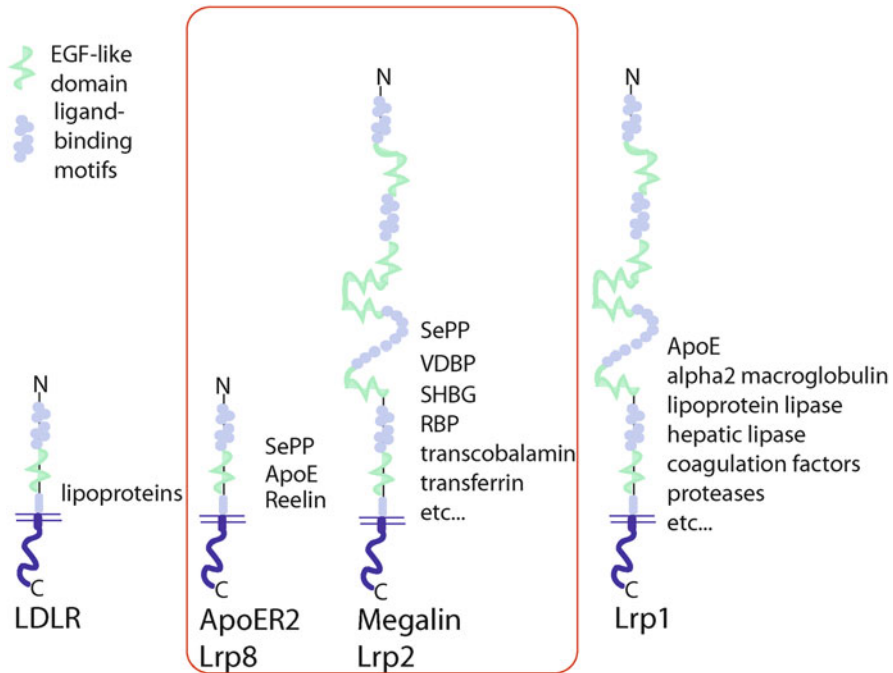 EGF-like
domain
ligand-
binding
motifs
N
lipoproteins
C
LDLR
N
SePP
ApoE
Reelin
C
ApoER2
Lrp8
N
SePP
VDBP
SHBG
RBP
transcobalamin
transferrin
etc...
C
Megalin
Lrp2
N
ApoE
alpha2 macroglobulin
lipoprotein lipase
hepatic lipase
coagulation factors
proteases
etc...
C
Lrp1